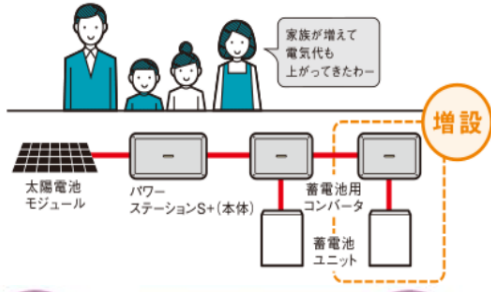 家族が増えて
電気代も
上がってきたわー
増設
太陽電池
モジュール
パワー
ステーションS+(本体)
蓄電池用
コンバータ
蓄電池
ユニット